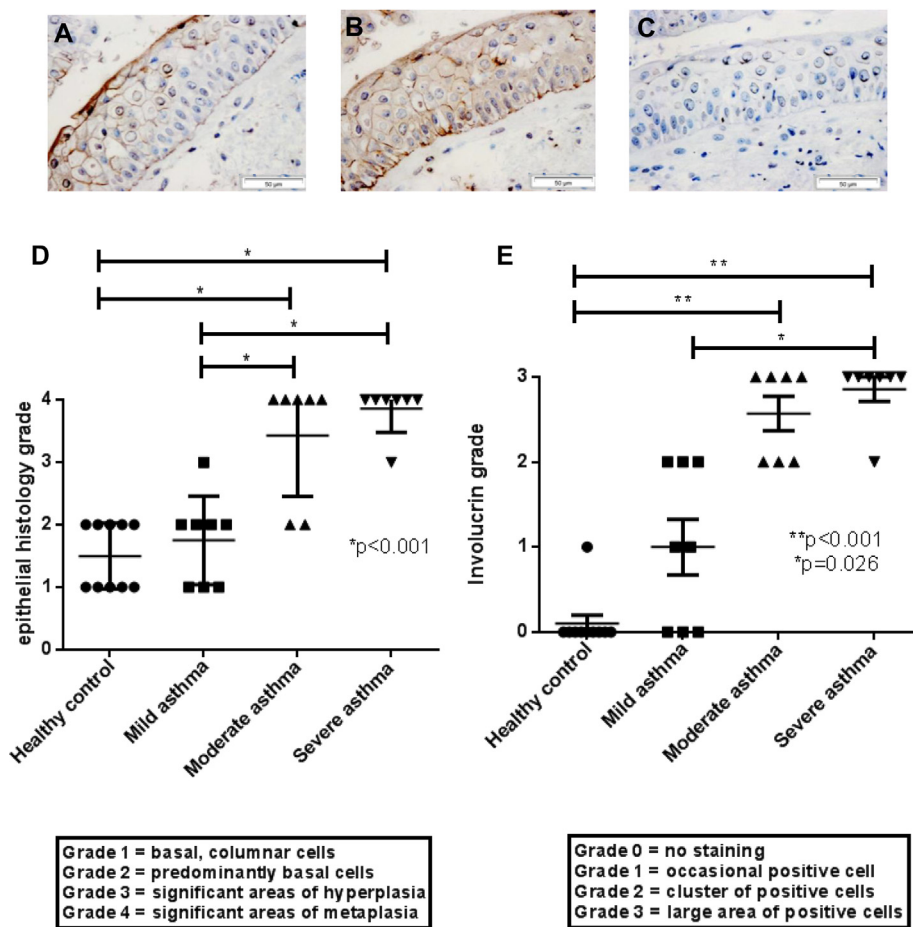 A
B
C
50 µm
50 µm
50 µm
D
E
*
*
*
*
**
**
*
epithelial histology grade
4
3
2
1
*p<0.001
Healthy control
Mild asthma
Moderate asthma
Severe asthma
Involucrin grade
3
2
1
0
**p<0.001
*p=0.026
Healthy control
Mild asthma
Moderate asthma
Severe asthma
Grade 1 = basal, columnar cells
Grade 2 = predominantly basal cells
Grade 3 = significant areas of hyperplasia
Grade 4 = significant areas of metaplasia
Grade 0 = no staining
Grade 1 = occasional positive cell
Grade 2 = cluster of positive cells
Grade 3 = large area of positive cells